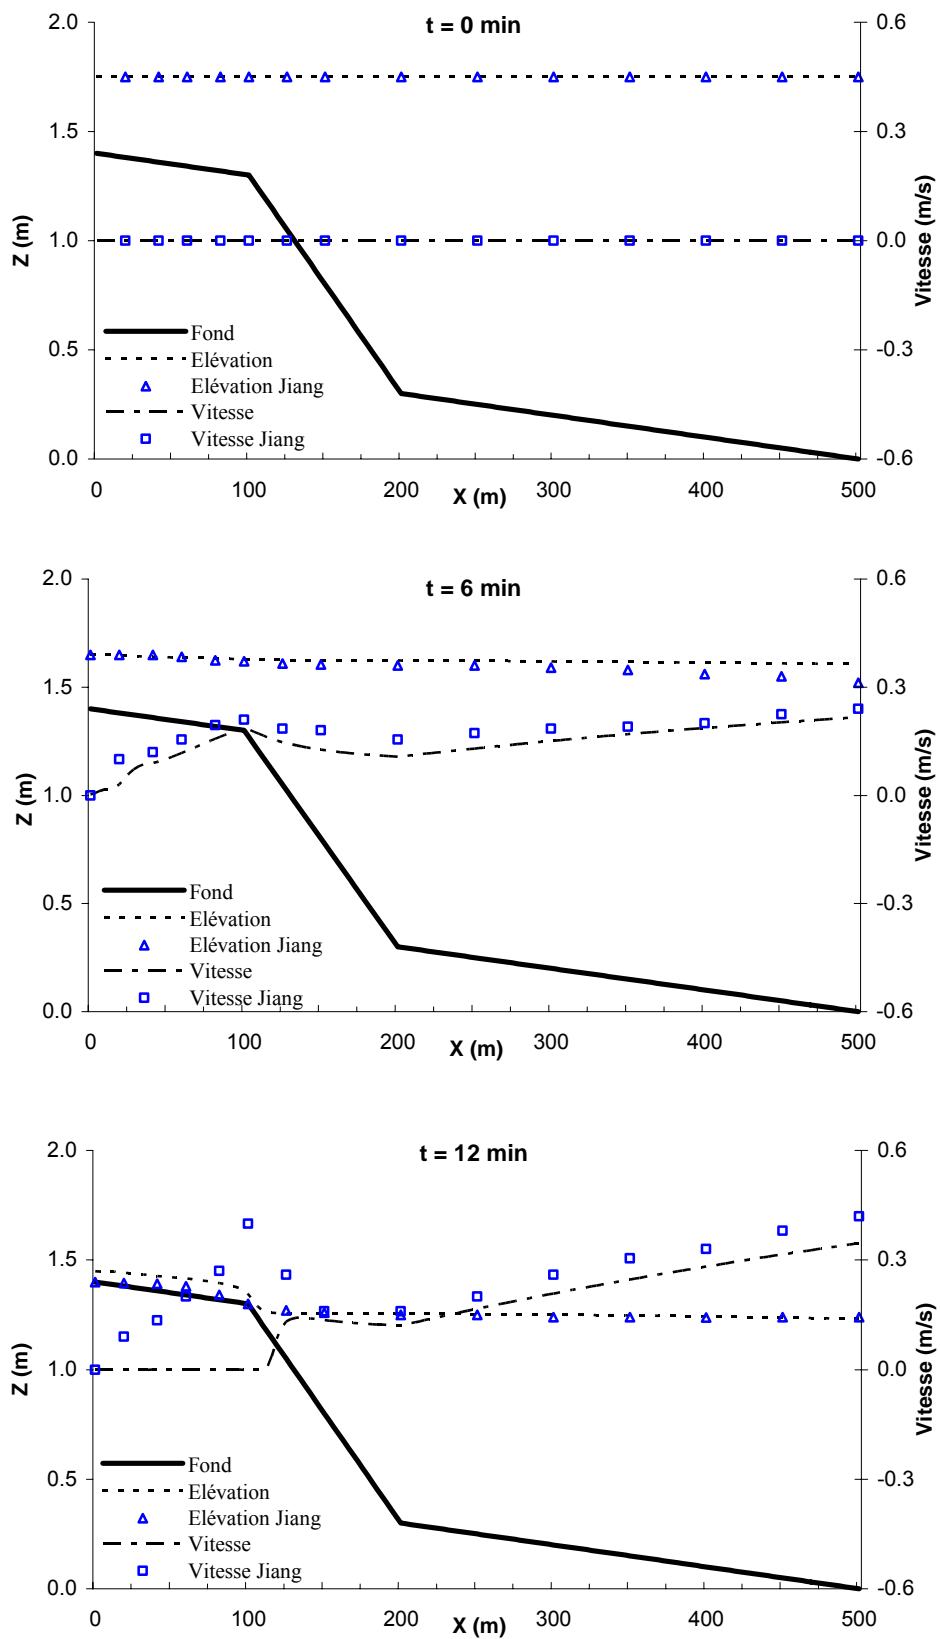 t = 0 min
2.0
1.5
1.0
0.5
0.0
Z (m)
0.6
0.3
0.0
-0.3
-0.6
Vitesse (m/s)
Fond
Elévation
Elévation Jiang
Vitesse
Vitesse Jiang
0 100 200 300 400 500
X (m)
t = 6 min
2.0
1.5
1.0
0.5
0.0
Z (m)
0.6
0.3
0.0
-0.3
-0.6
Vitesse (m/s)
Fond
Elévation
Elévation Jiang
Vitesse
Vitesse Jiang
0 100 200 300 400 500
X (m)
t = 12 min
2.0
1.5
1.0
0.5
0.0
Z (m)
0.6
0.3
0.0
-0.3
-0.6
Vitesse (m/s)
Fond
Elévation
Elévation Jiang
Vitesse
Vitesse Jiang
0 100 200 300 400 500
X (m)